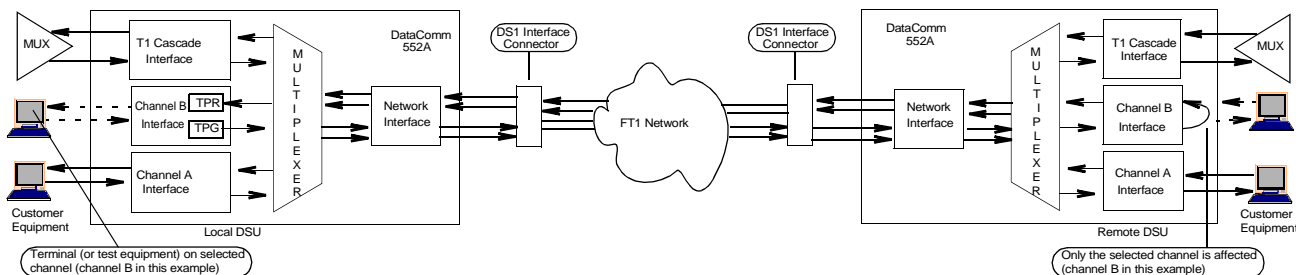 MUX
T1 Cascade
Interface
Channel B
Interface
TPR
TPG
Channel A
Interface
MULTIPLEXER
DataComm
552A
Network
Interface
DS1 Interface
Connector
FT1 Network
DS1 Interface
Connector
DataComm
552A
Network
Interface
MULTIPLEXER
T1 Cascade
Interface
Channel B
Interface
Channel A
Interface
MUX
Customer
Equipment
Local DSU
Remote DSU
Customer
Equipment
Terminal (or test equipment) on selected
channel (channel B in this example)
Only the selected channel is affected
(channel B in this example)